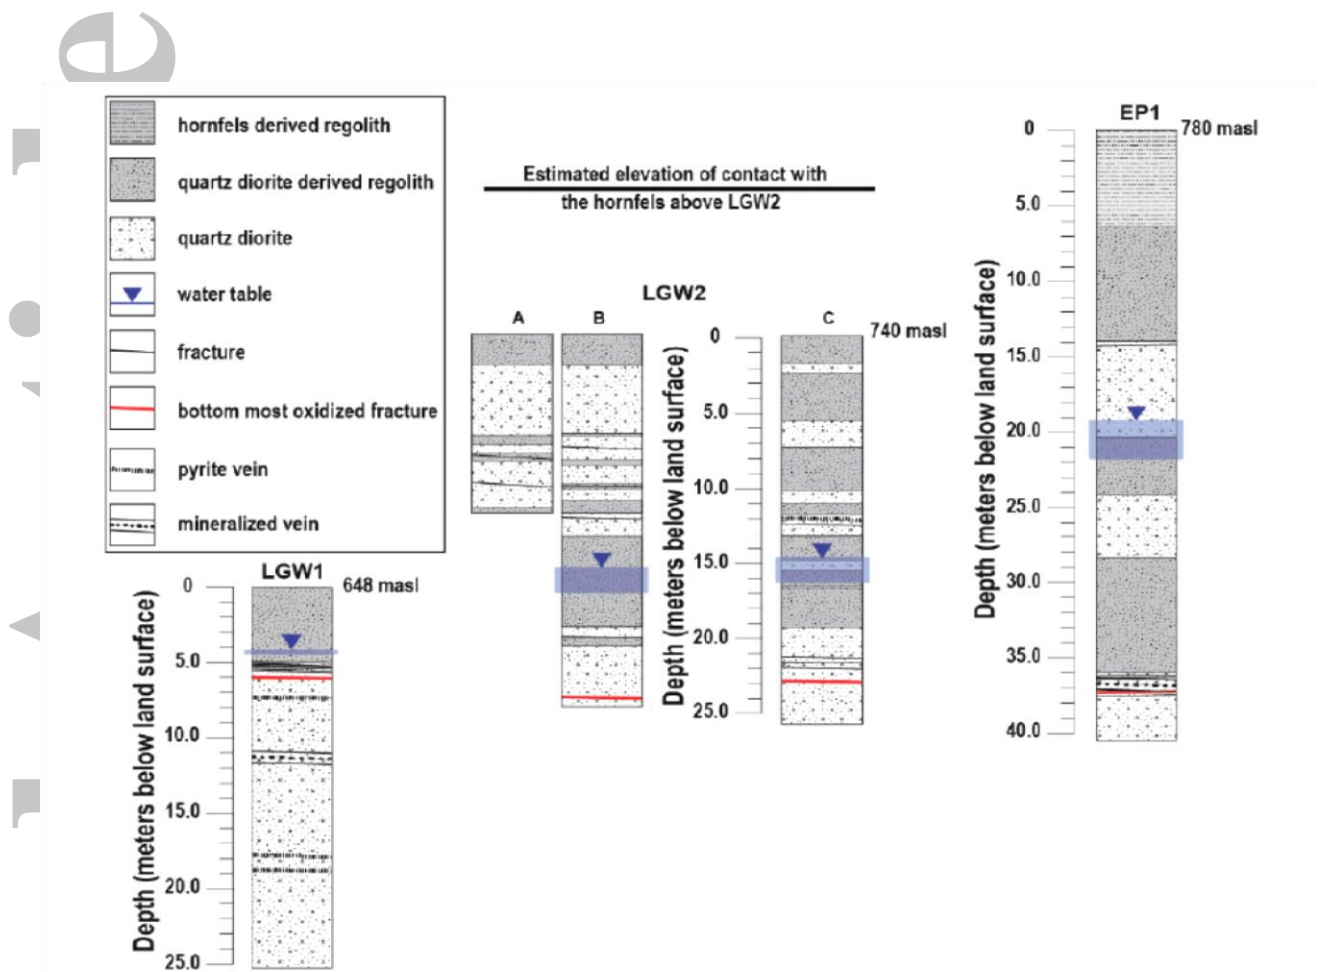 hornfels derived regolith
quartz diorite derived regolith
quartz diorite
water table
fracture
bottom most oxidized fracture
pyrite vein
mineralized vein
Estimated elevation of contact with
the hornfels above LGW2
LGW1
648 masl
Depth (meters below land surface)
0
5.0
10.0
15.0
20.0
25.0
LGW2
A
B
C
740 masl
Depth (meters below land surface)
0
5.0
10.0
15.0
20.0
25.0
EP1
780 masl
Depth (meters below land surface)
0
5.0
10.0
15.0
20.0
25.0
30.0
35.0
40.0